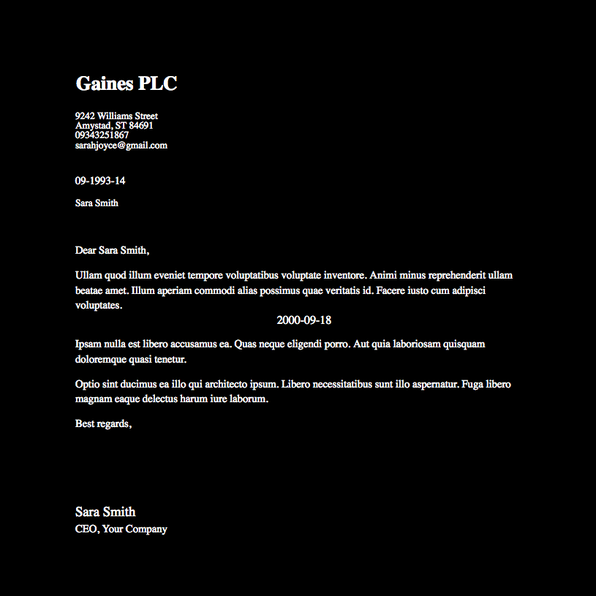 Gaines PLC
9242 Williams Street
Amystad, ST 84691
09343251867
sarahjoyce@gmail.com
09-1993-14
Sara Smith
Dear Sara Smith,
Ullam quod illum eveniet tempore voluptatibus voluptate inventore. Animi minus reprehenderit ullam
beatae amet. Illum aperiam commodi alias possimus quae veritatis id. Facere iusto cum adipisci
voluptates.
2000-09-18
Ipsam nulla est libero accusamus ea. Quas neque eligendi porro. Aut quia laboriosam quisquam
doloremque quasi tenetur.
Optio sint ducimus ea illo qui architecto ipsum. Libero necessitatibus sunt illo aspernatur. Fuga libero
magnam eaque delectus harum iure laborum.
Best regards,
Sara Smith
CEO, Your Company